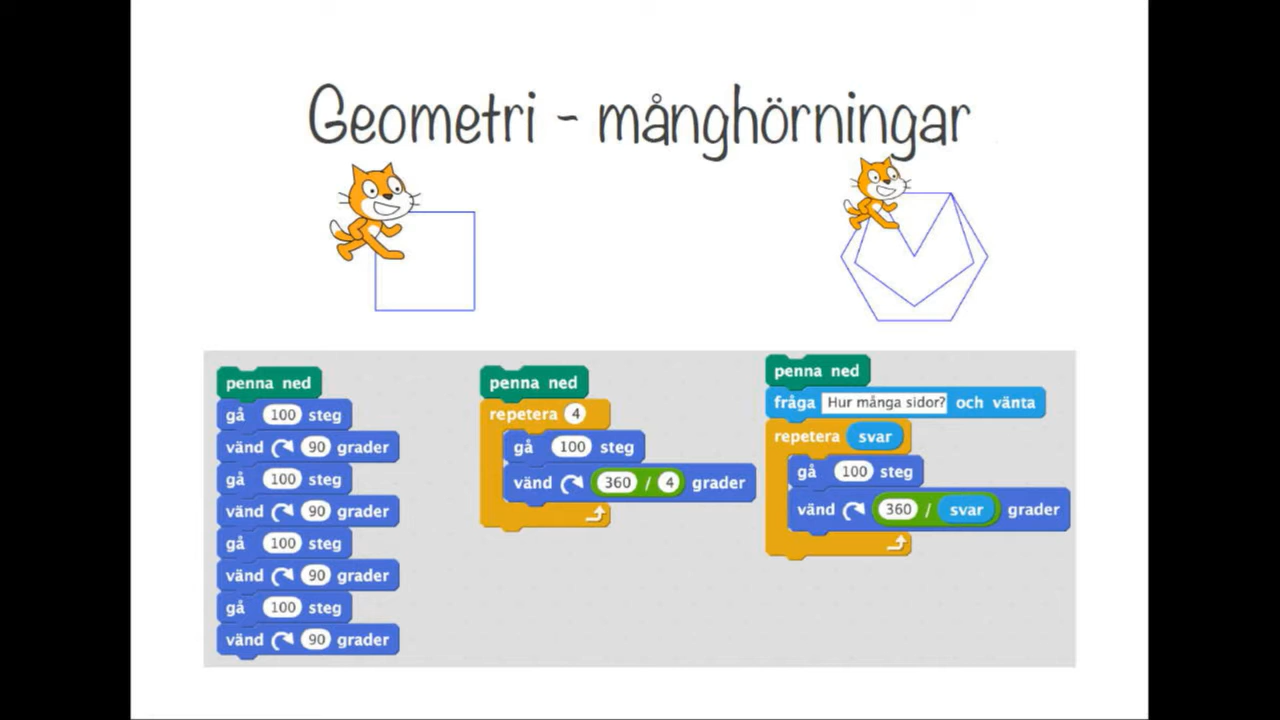 Geometri - månghörningar
penna ned
gå 100 steg
vänd 90 grader
gå 100 steg
vänd 90 grader
gå 100 steg
vänd 90 grader
gå 100 steg
vänd 90 grader
penna ned
repetera 4
gå 100 steg
vänd 360 / 4 grader
penna ned
fråga Hur många sidor? och vänta
repetera svar
gå 100 steg
vänd 360 / svar grader